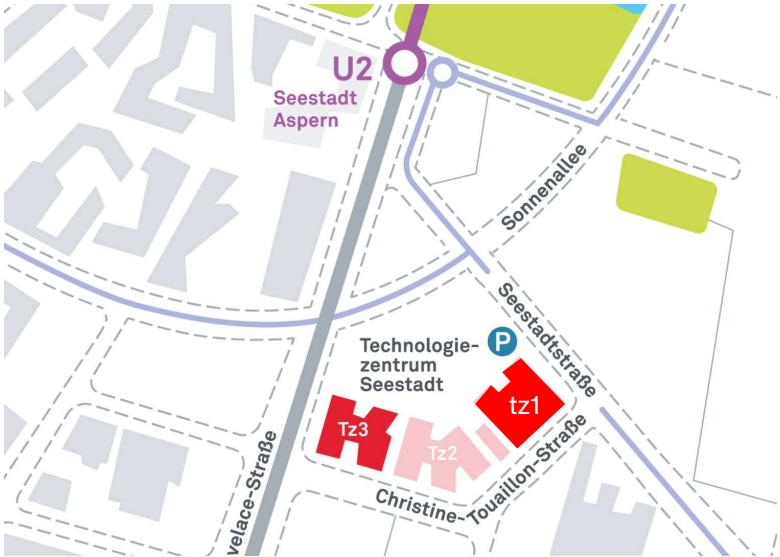 U2
Seestadt
Aspern
Sonnenallee
Seestadtstraße
P
Technologie-
zentrum
Seestadt
tz1
Tz3
Tz2
Christine-Touaillon-Straße
velace-Straße